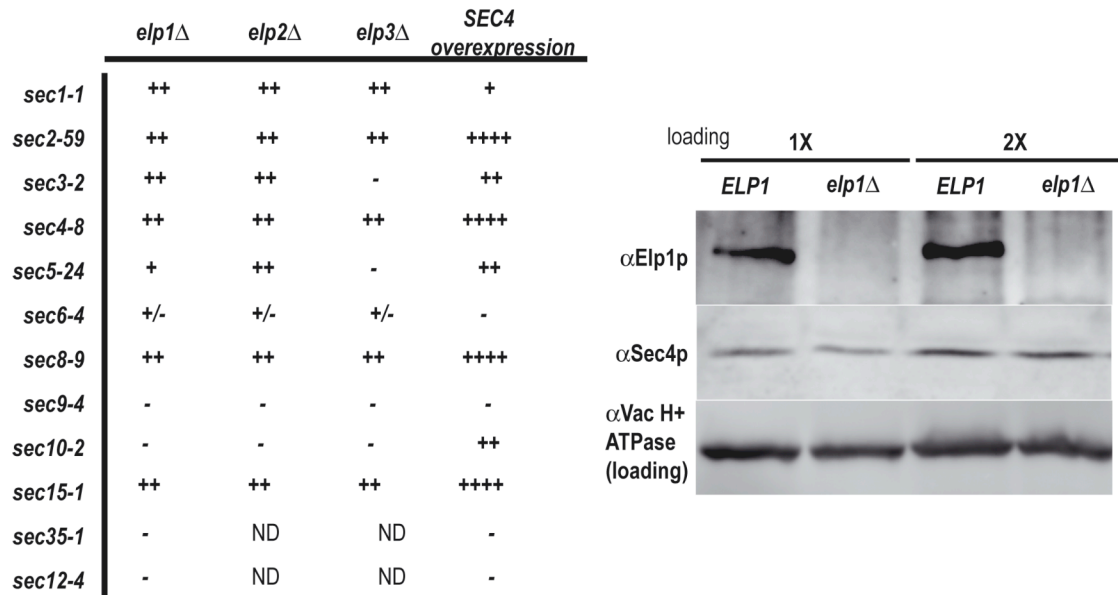 elp1Δ elp2Δ elp3Δ SEC4 overexpression
sec1-1 ++ ++ ++ +
sec2-59 ++ ++ ++ ++++
sec3-2 ++ ++ - ++
sec4-8 ++ ++ ++ ++++
sec5-24 + ++ - ++
sec6-4 +/- +/- +/- -
sec8-9 ++ ++ ++ ++++
sec9-4 - - - -
sec10-2 - - - ++
sec15-1 ++ ++ ++ ++++
sec35-1 - ND ND -
sec12-4 - ND ND -
loading 1X 2X
ELP1 elp1Δ ELP1 elp1Δ
αElp1p
αSec4p
αVac H+
ATPase
(loading)